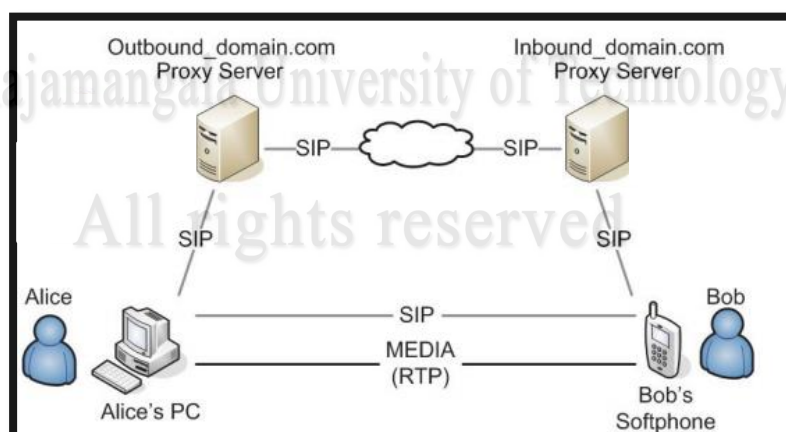 Outbound_domain.com
Proxy Server
Inbound_domain.com
Proxy Server
ajamangala University of Technology
SIP
SIP
All rights reserved
SIP
SIP
Alice
Bob
SIP
MEDIA
(RTP)
Alice's PC
Bob's
Softphone